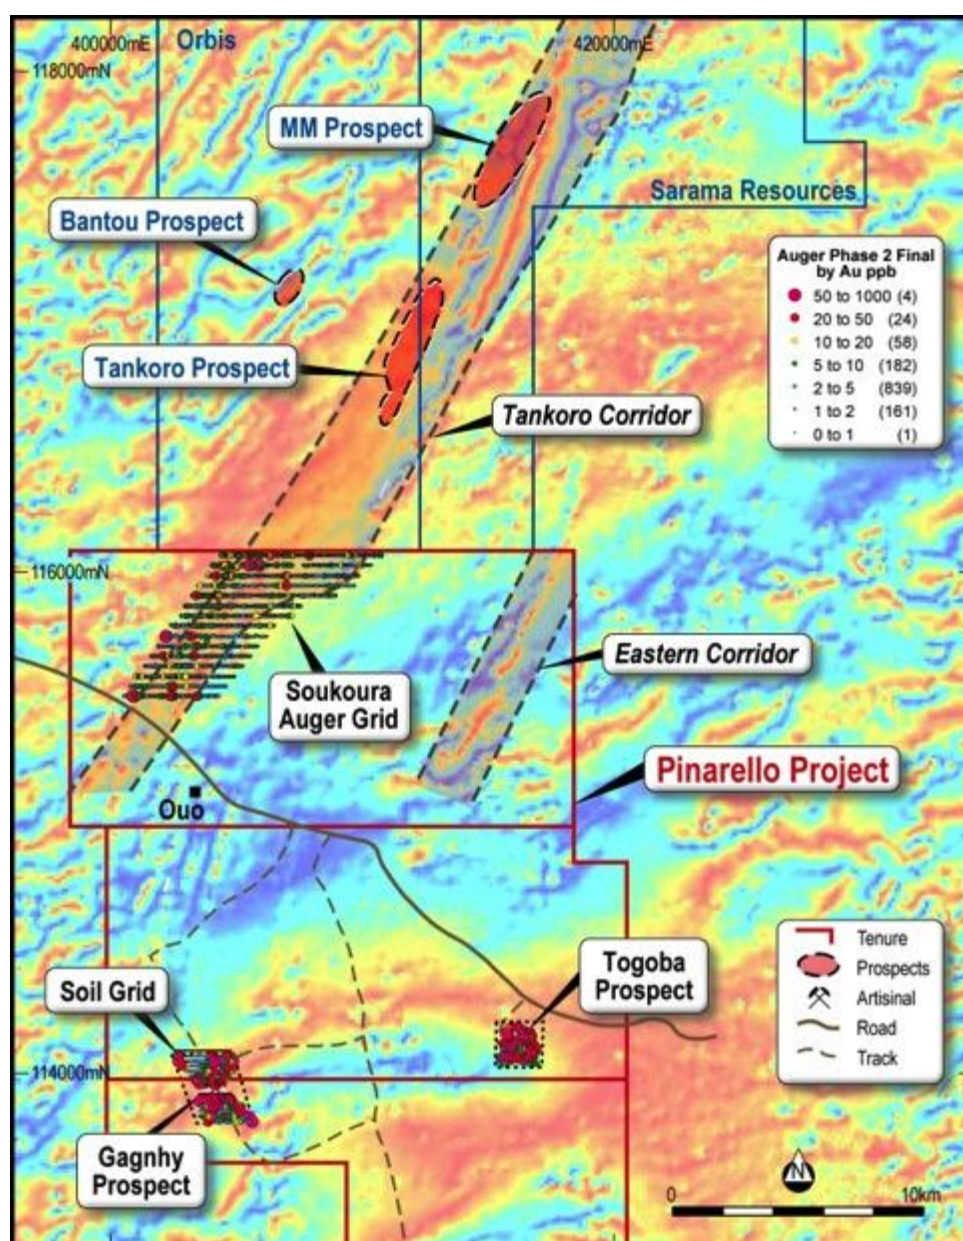 400000mE
Orbis
420000mE
118000mN
MM Prospect
Sarama Resources
Bantou Prospect
Auger Phase 2 Final
by Au ppb
50 to 1000 (4)
20 to 50 (24)
10 to 20 (58)
5 to 10 (182)
2 to 5 (839)
1 to 2 (161)
0 to 1 (1)
Tankoro Prospect
Tankoro Corridor
116000mN
Eastern Corridor
Soukoura
Auger Grid
Pinarello Project
Ouo
Togoba
Prospect
Soil Grid
Tenure
Prospects
Artisinal
Road
Track
114000mN
Gagnhy
Prospect
N
0
10km